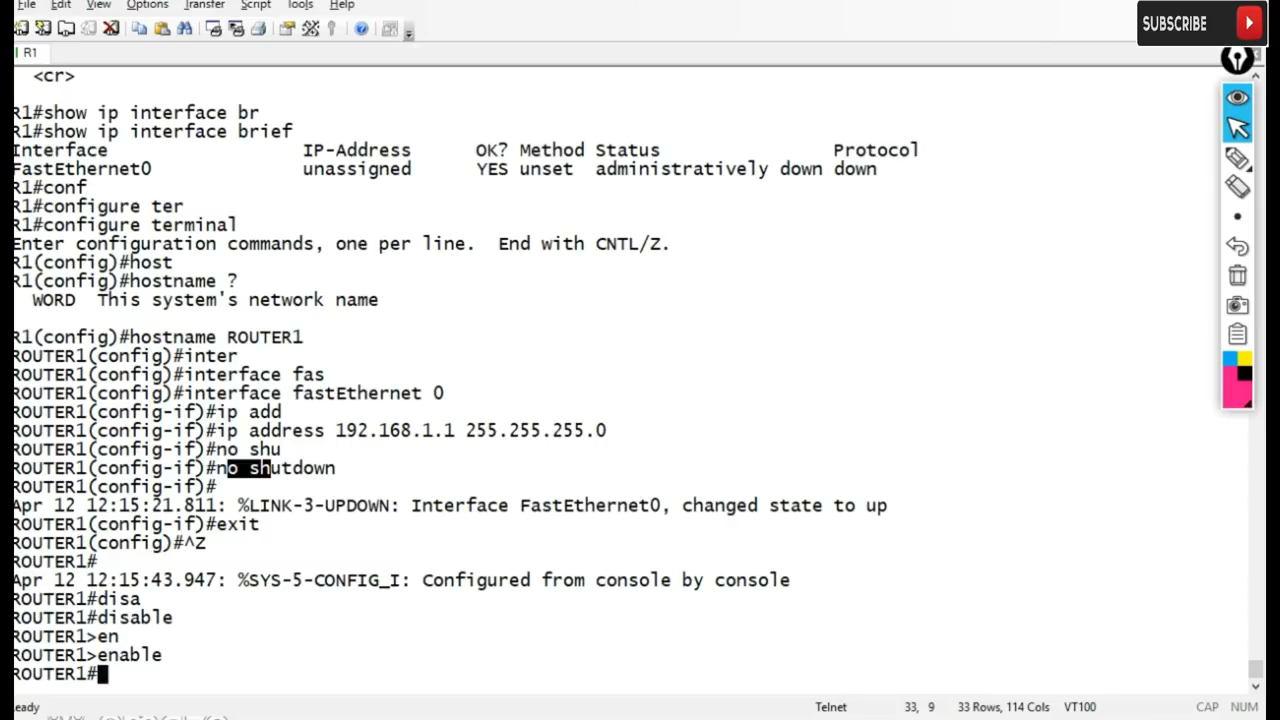 File Edit View Options Transfer Script Tools Help
SUBSCRIBE
R1
<cr>
R1#show ip interface br
R1#show ip interface brief
Interface IP-Address OK? Method Status Protocol
FastEthernet0 unassigned YES unset administratively down down
R1#conf
R1#configure ter
R1#configure terminal
Enter configuration commands, one per line. End with CNTL/Z.
R1(config)#host
R1(config)#hostname ?
WORD This system's network name
R1(config)#hostname ROUTER1
ROUTER1(config)#inter
ROUTER1(config)#interface fas
ROUTER1(config)#interface fastEthernet 0
ROUTER1(config-if)#ip add
ROUTER1(config-if)#ip address 192.168.1.1 255.255.255.0
ROUTER1(config-if)#no shu
ROUTER1(config-if)#no shutdown
ROUTER1(config-if)#
Apr 12 12:15:21.811: %LINK-3-UPDOWN: Interface FastEthernet0, changed state to up
ROUTER1(config-if)#exit
ROUTER1(config)#^Z
ROUTER1#
Apr 12 12:15:43.947: %SYS-5-CONFIG_I: Configured from console by console
ROUTER1#disa
ROUTER1#disable
ROUTER1>en
ROUTER1>enable
ROUTER1#
eady Telnet 33, 9 33 Rows, 114 Cols VT100 CAP NUM